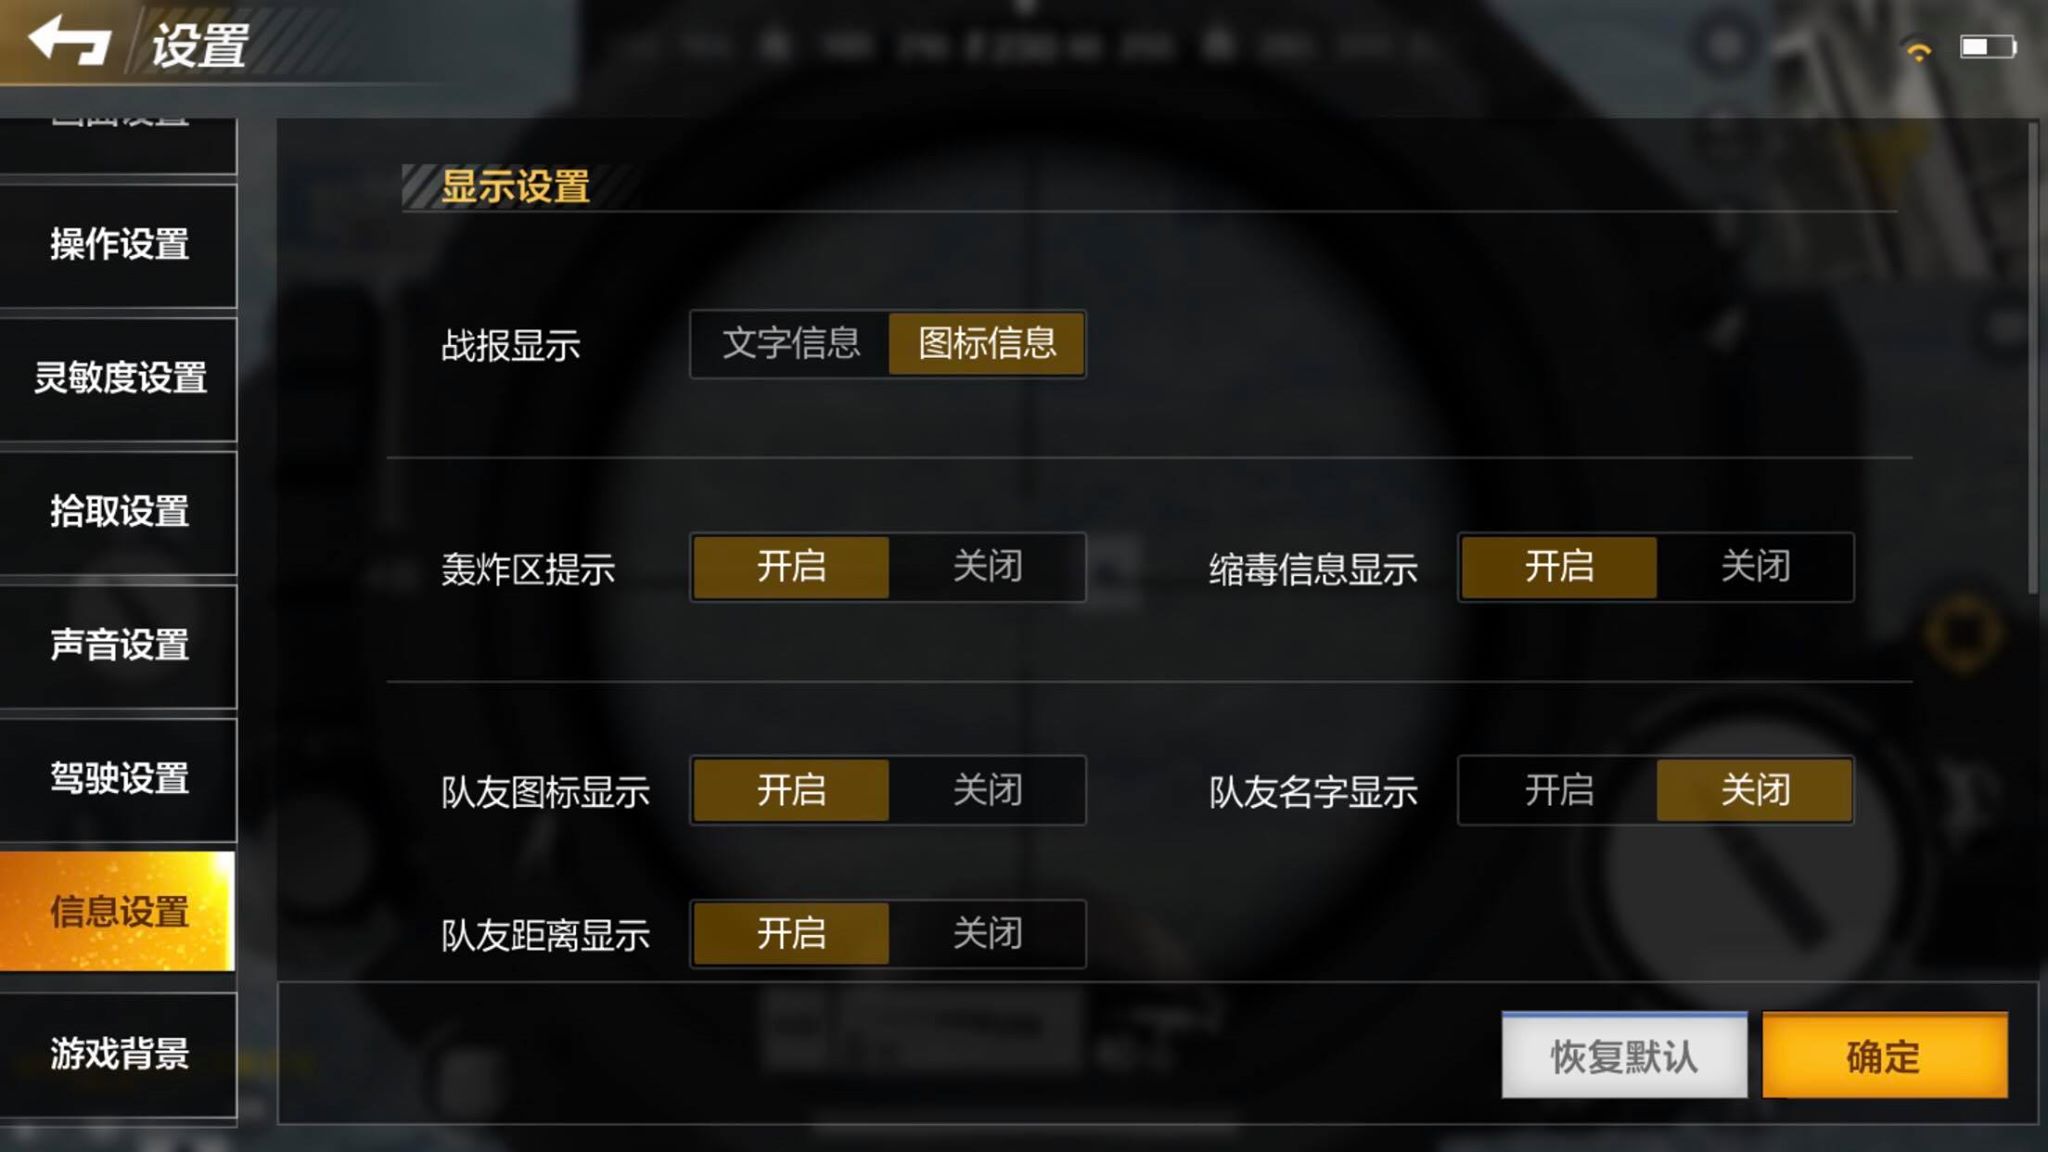 设置
画面设置
操作设置
灵敏度设置
拾取设置
声音设置
驾驶设置
信息设置
游戏背景
显示设置
战报显示 文字信息 图标信息
轰炸区提示 开启 关闭 缩毒信息显示 开启 关闭
队友图标显示 开启 关闭 队友名字显示 开启 关闭
队友距离显示 开启 关闭
恢复默认 确定